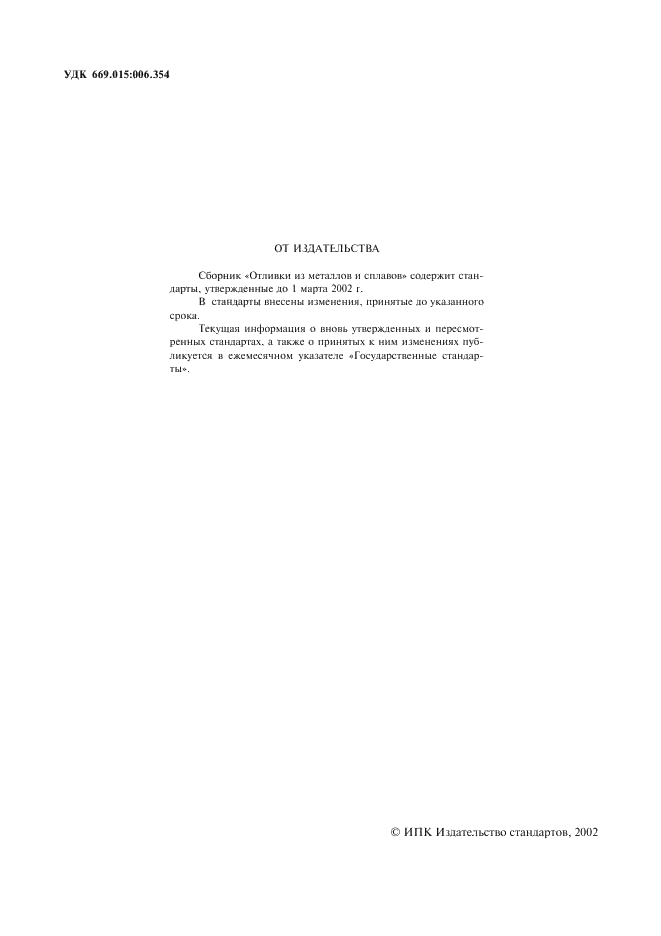 УДК 669.015:006.354
ОТ ИЗДАТЕЛЬСТВА
Сборник «Отливки из металлов и сплавов» содержит стан-
дарты, утвержденные до 1 марта 2002 г.
В стандарты внесены изменения, принятые до указанного
срока.
Текущая информация о вновь утвержденных и пересмот-
ренных стандартах, а также о принятых к ним изменениях пуб-
ликуется в ежемесячном указателе «Государственные стандар-
ты».
© ИПК Издательство стандартов, 2002